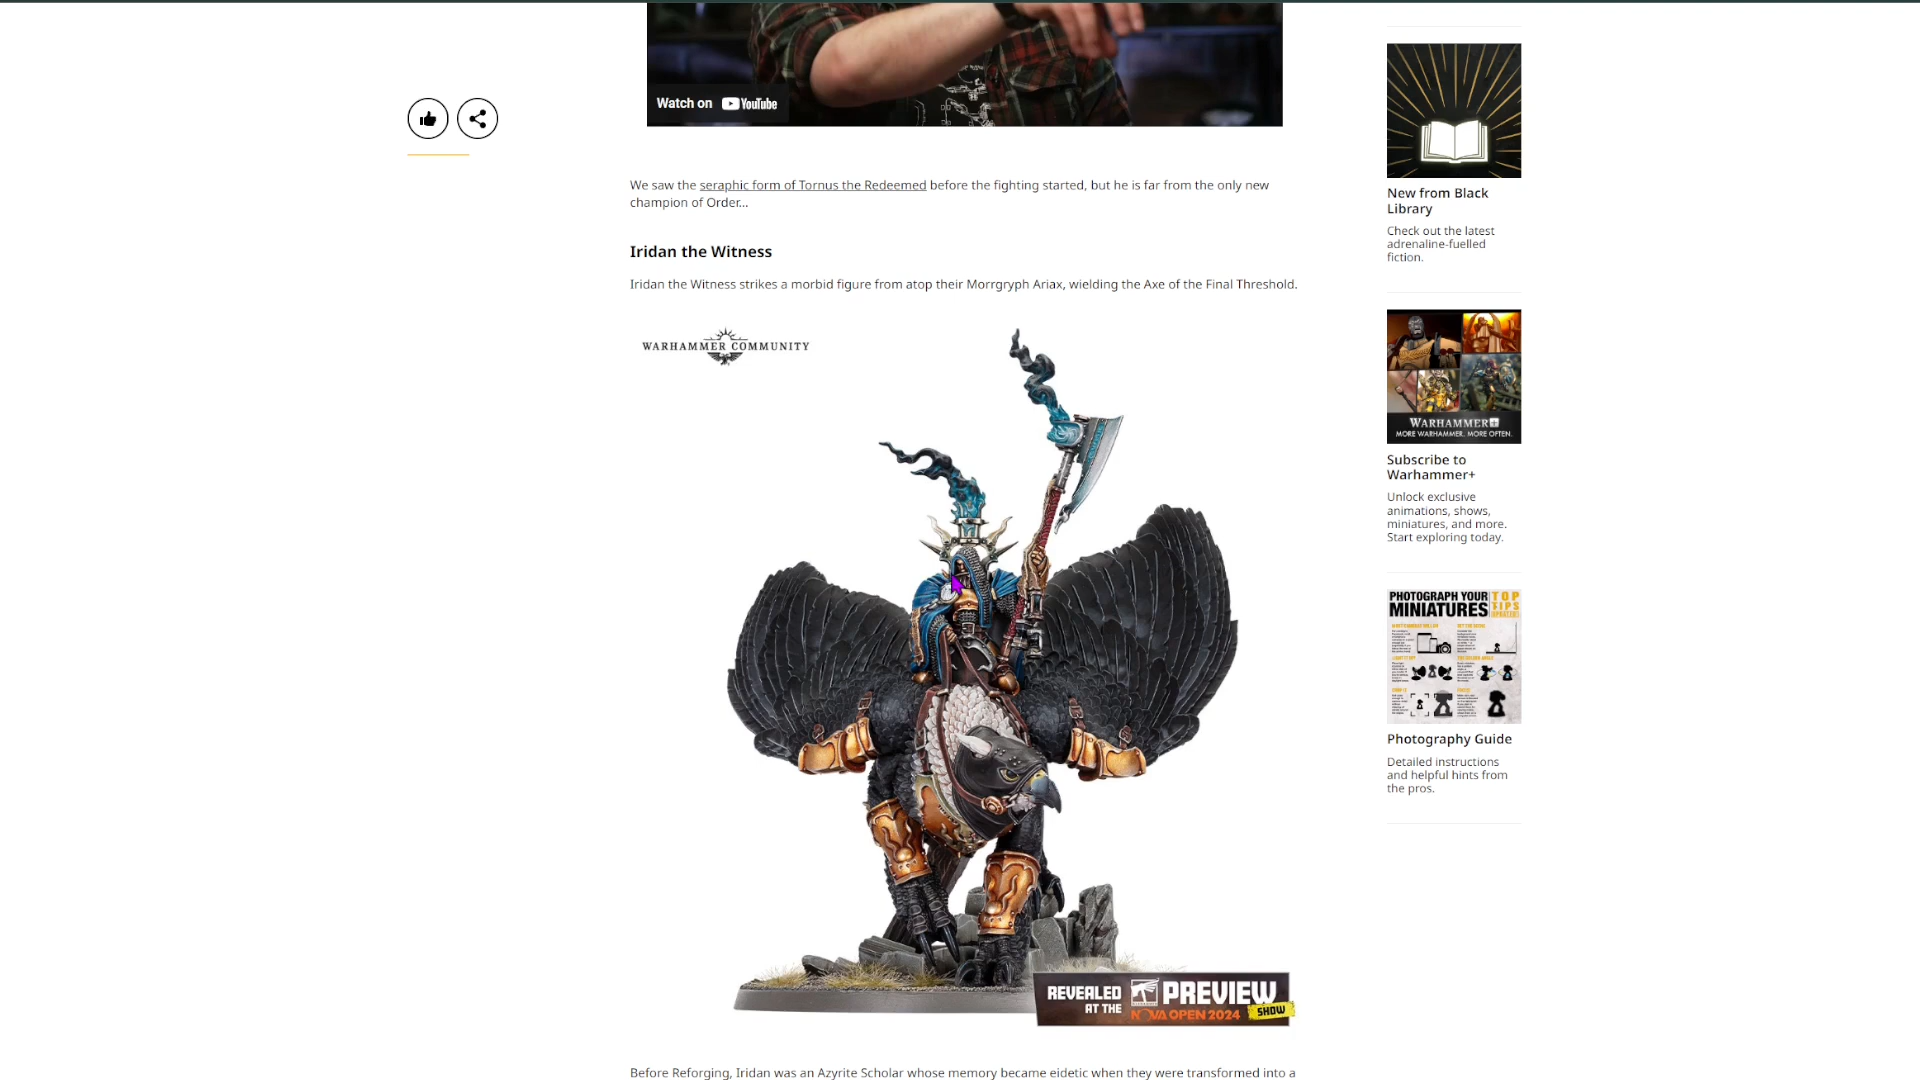 Watch on YouTube
We saw the seraphic form of Tornus the Redeemed before the fighting started, but he is far from the only new
champion of Order...
Iridan the Witness
Iridan the Witness strikes a morbid figure from atop their Morrgryph Ariax, wielding the Axe of the Final Threshold.
WARHAMMER COMMUNITY
REVEALED
AT THE
PREVIEW
NOVA OPEN 2024
SHOW
Before Reforging, Iridan was an Azyrite Scholar whose memory became eidetic when they were transformed into a
New from Black
Library
Check out the latest
adrenaline-fuelled
fiction.
WARHAMMER+
MORE WARHAMMER. MORE OFTEN.
Subscribe to
Warhammer+
Unlock exclusive
animations, shows,
miniatures, and more.
Start exploring today.
PHOTOGRAPH YOUR
MINIATURES
TOP
TIPS
Photography Guide
Detailed instructions
and helpful hints from
the pros.